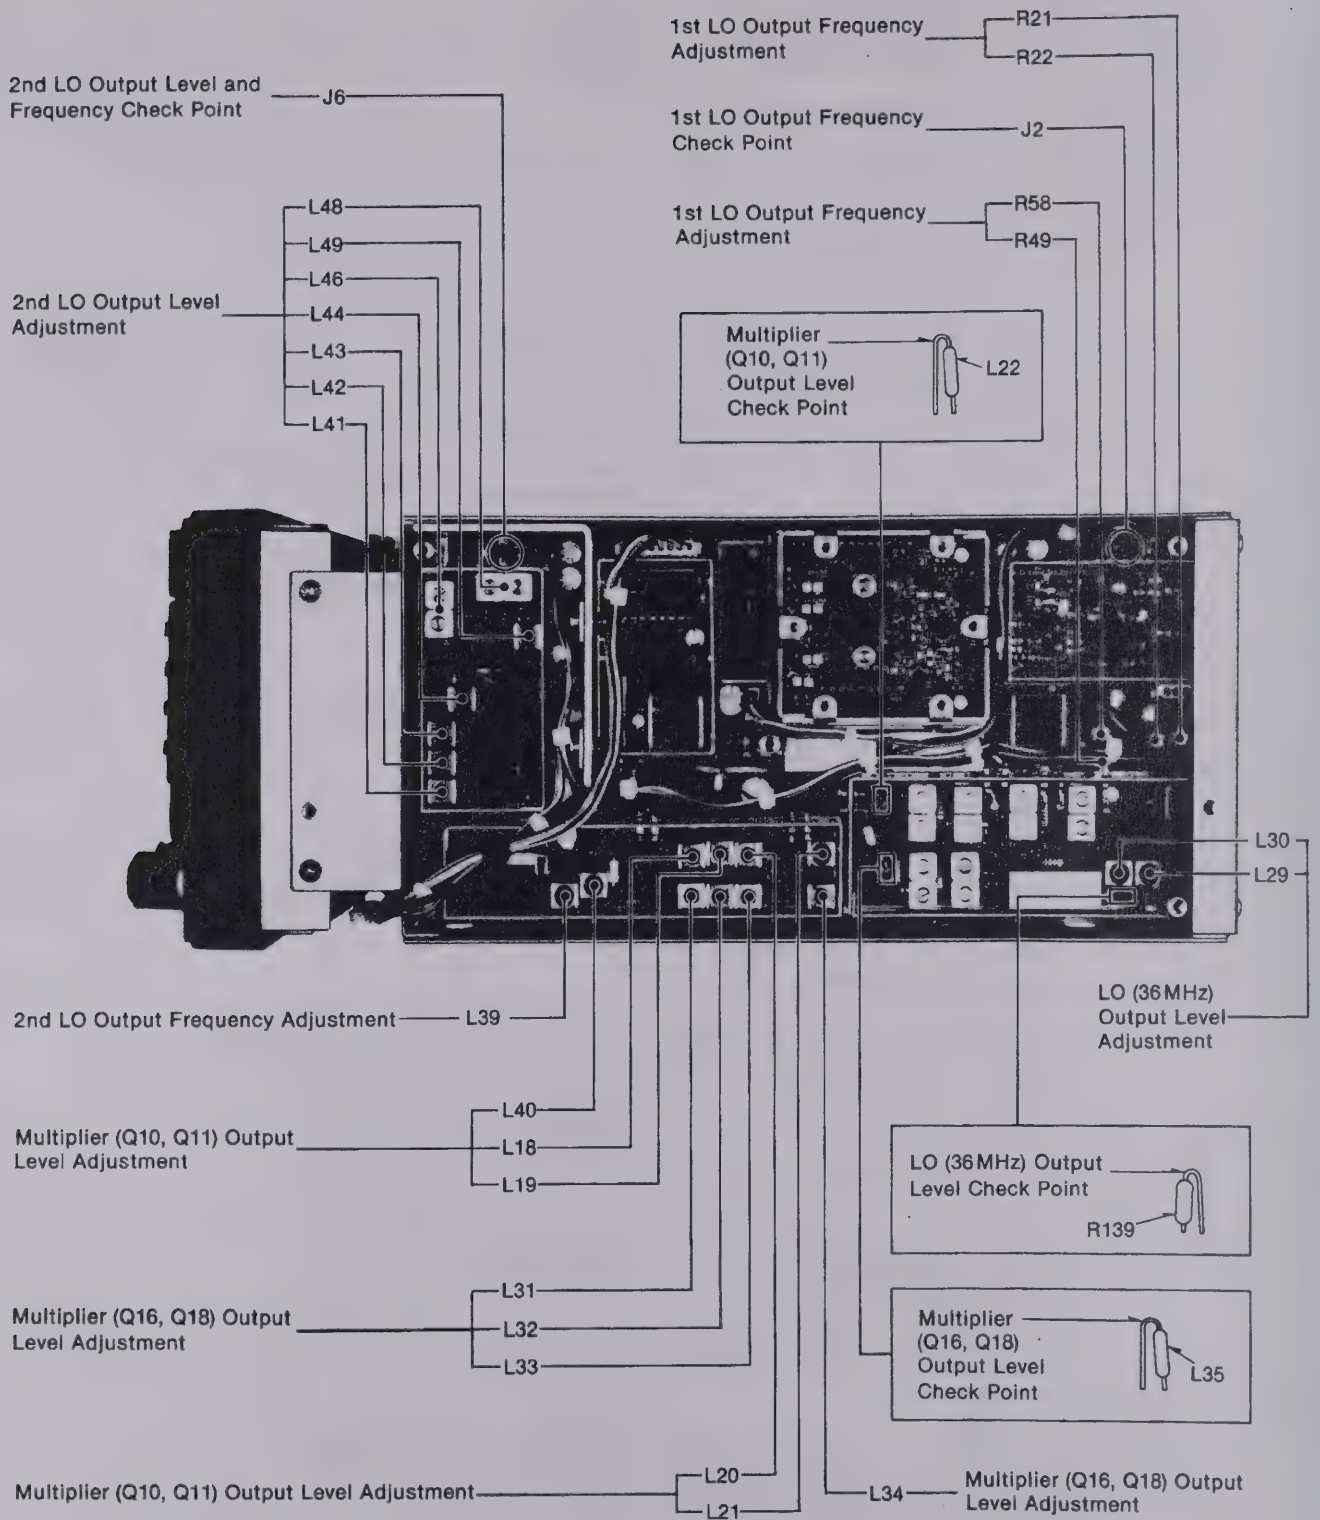 1st LO Output Frequency
Adjustment
R21
R22
2nd LO Output Level and
Frequency Check Point
J6
1st LO Output Frequency
Check Point
J2
1st LO Output Frequency
Adjustment
R58
R49
2nd LO Output Level
Adjustment
L48
L49
L46
L44
L43
L42
L41
Multiplier
(Q10, Q11)
Output Level
Check Point
L22
L30
L29
LO (36MHz)
Output Level
Adjustment
2nd LO Output Frequency Adjustment
L39
Multiplier (Q10, Q11) Output
Level Adjustment
L40
L18
L19
LO (36MHz) Output
Level Check Point
R139
Multiplier (Q16, Q18) Output
Level Adjustment
L31
L32
L33
Multiplier
(Q16, Q18)
Output Level
Check Point
L35
Multiplier (Q10, Q11) Output Level Adjustment
L20
L21
L34
Multiplier (Q16, Q18) Output
Level Adjustment